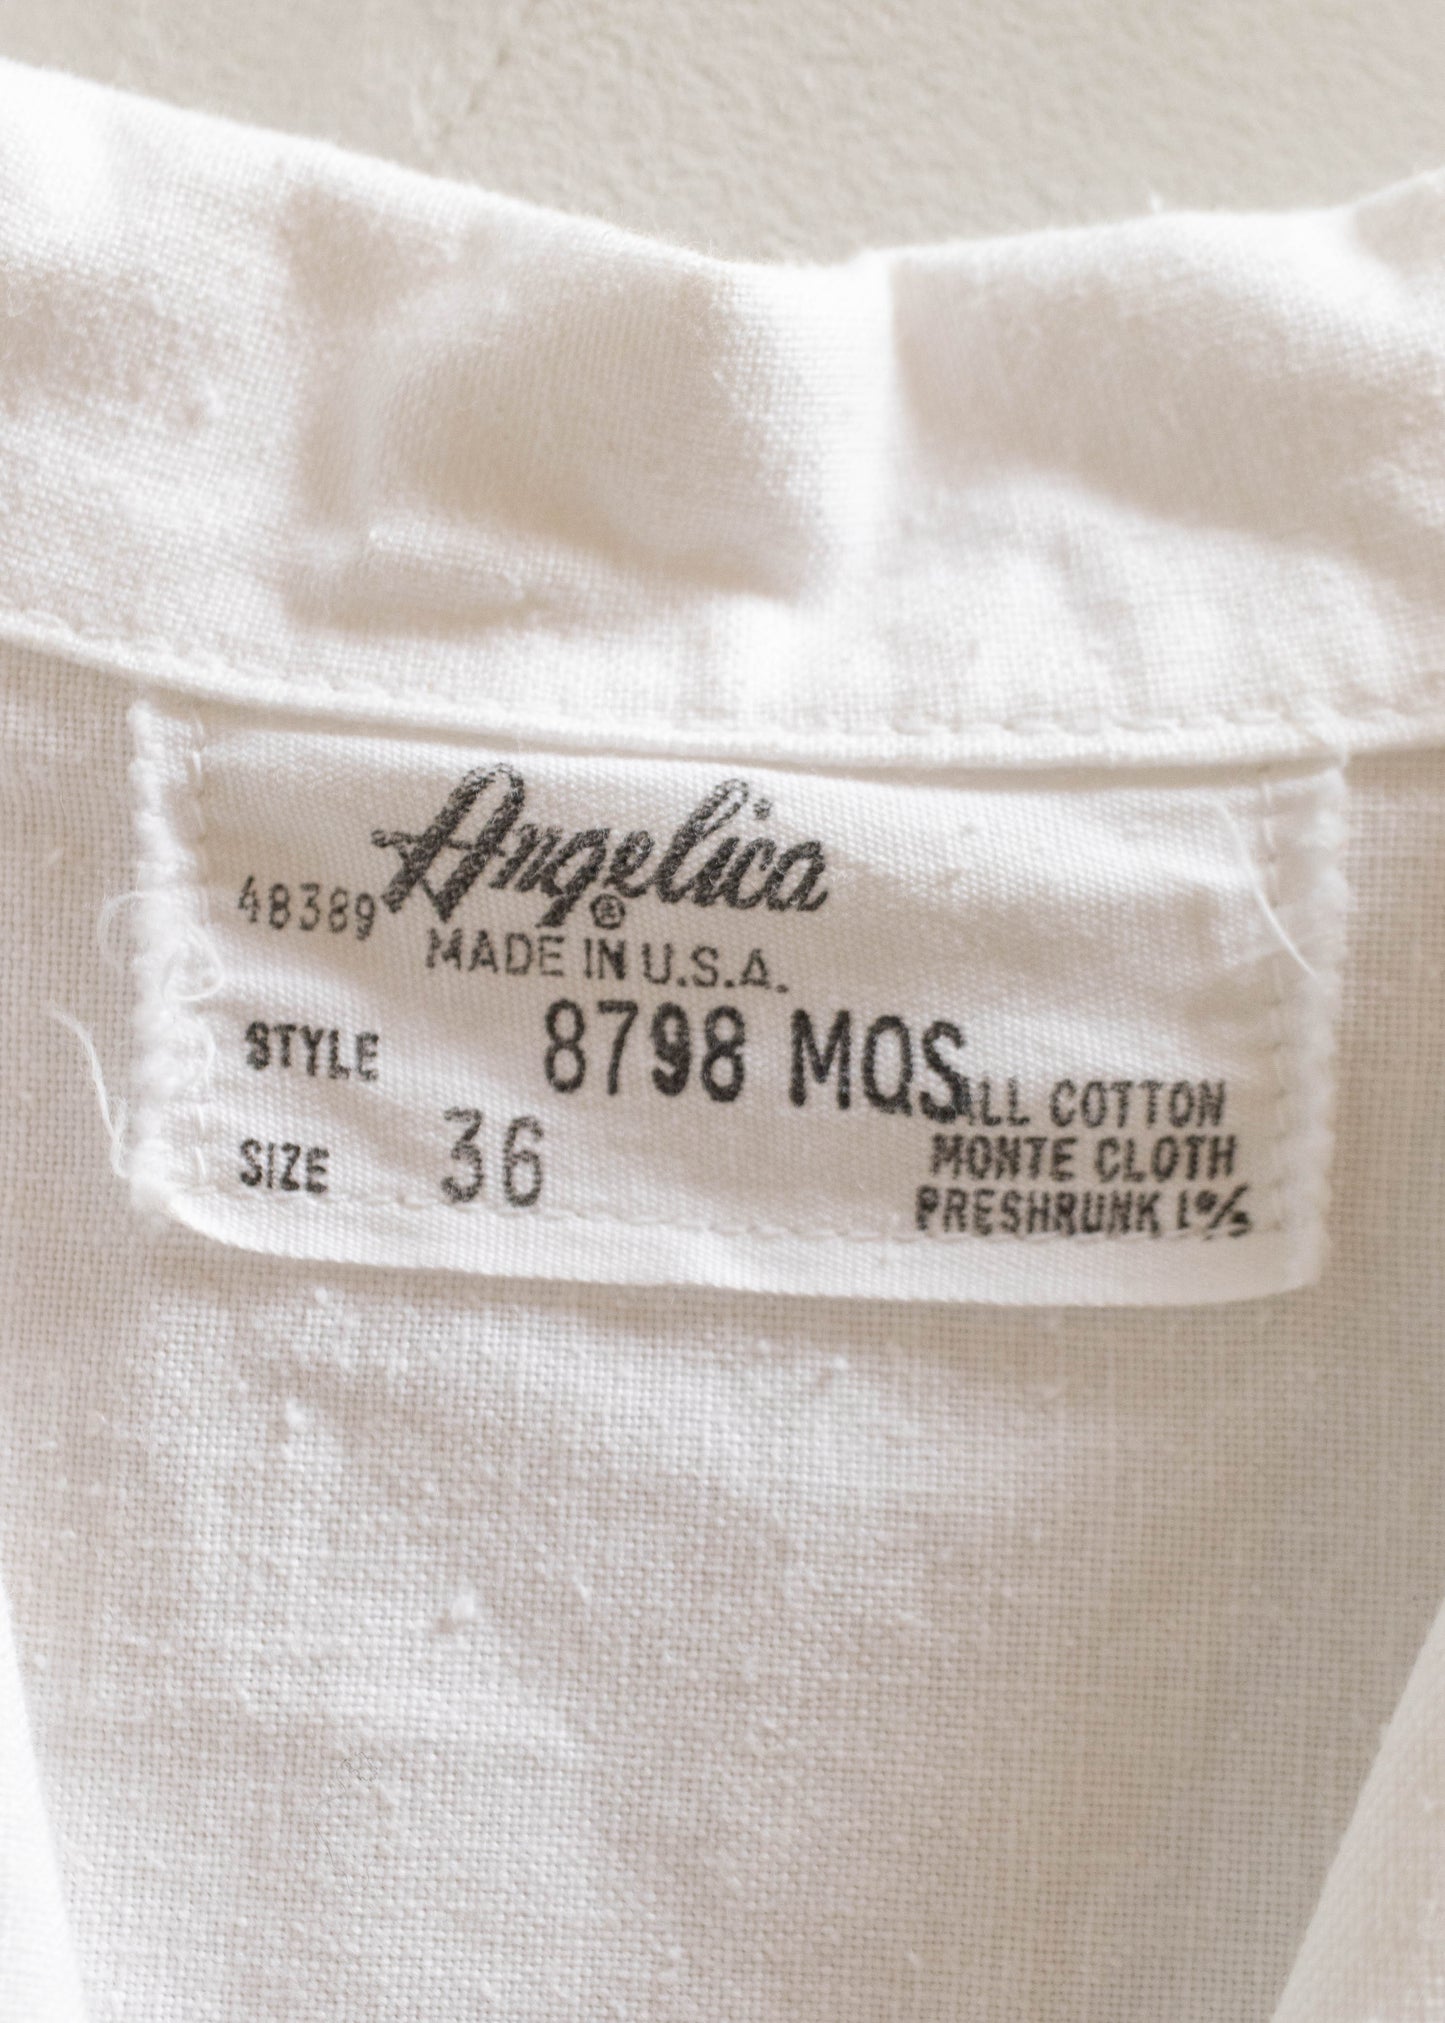 Angelica
48389 ®
MADE IN U.S.A.
STYLE 8798 MQS
ALL COTTON
MONTE CLOTH
SIZE 36
PRESHRUNK 1%